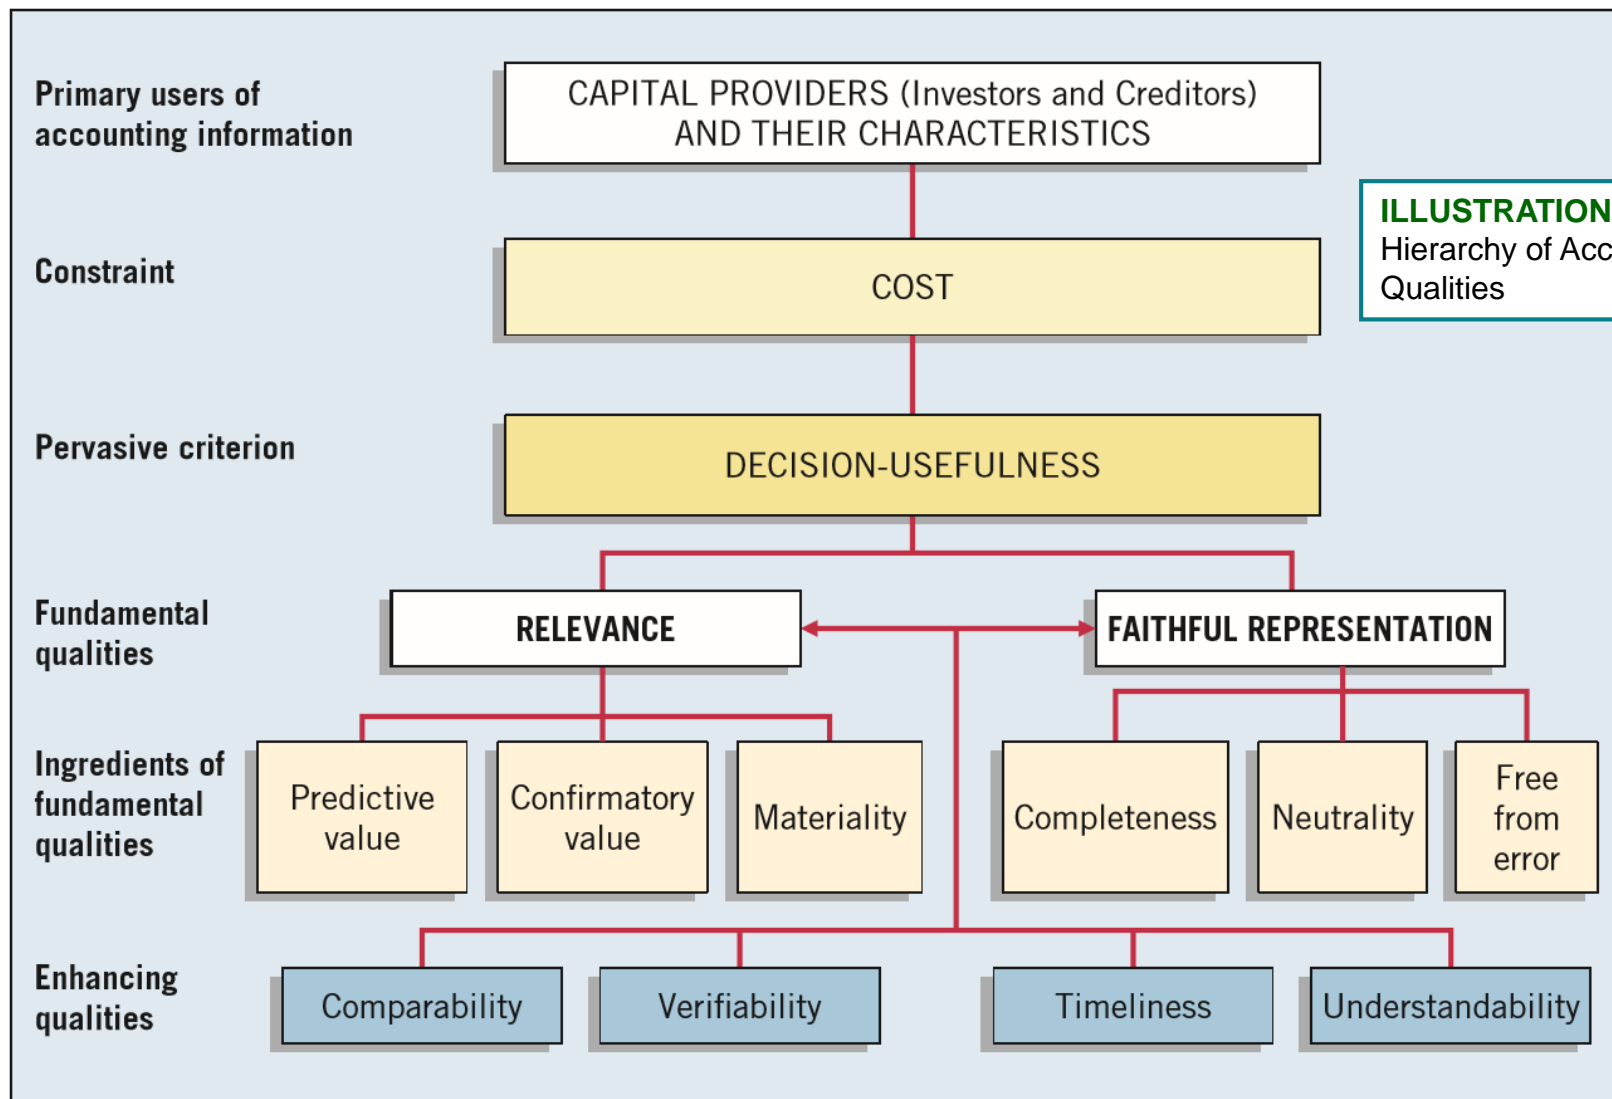 Primary users of
accounting information
CAPITAL PROVIDERS (Investors and Creditors)
AND THEIR CHARACTERISTICS
ILLUSTRATION
Hierarchy of Acc
Qualities
Constraint
COST
Pervasive criterion
DECISION-USEFULNESS
Fundamental
qualities
RELEVANCE
FAITHFUL REPRESENTATION
Ingredients of
fundamental
qualities
Predictive
value
Confirmatory
value
Materiality
Completeness
Neutrality
Free
from
error
Enhancing
qualities
Comparability
Verifiability
Timeliness
Understandability